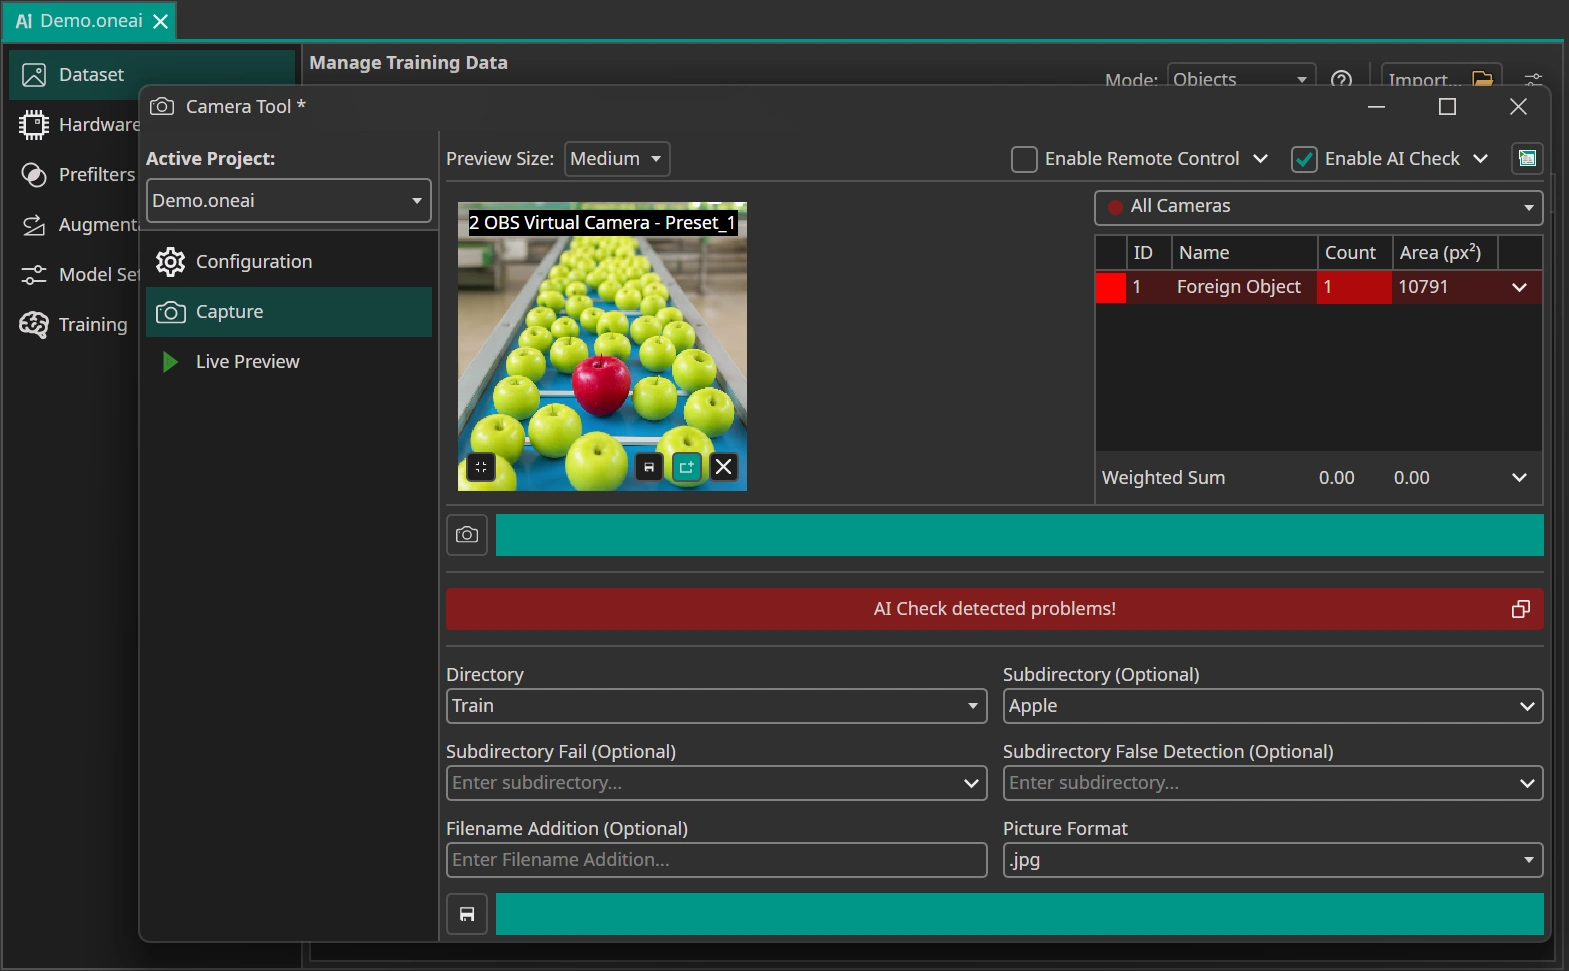 AI Demo.oneai
Dataset
Hardware
Prefilters
Augment
Model Se
Training
Manage Training Data
Mode: Objects
Import...
Camera Tool *
Active Project:
Demo.oneai
Configuration
Capture
Live Preview
Preview Size: Medium
Enable Remote Control
Enable AI Check
2 OBS Virtual Camera - Preset_1
All Cameras
ID Name Count Area (px²)
1 Foreign Object 1 10791
Weighted Sum 0.00 0.00
AI Check detected problems!
Directory
Train
Subdirectory (Optional)
Apple
Subdirectory Fail (Optional)
Enter subdirectory...
Subdirectory False Detection (Optional)
Enter subdirectory...
Filename Addition (Optional)
Enter Filename Addition...
Picture Format
.jpg